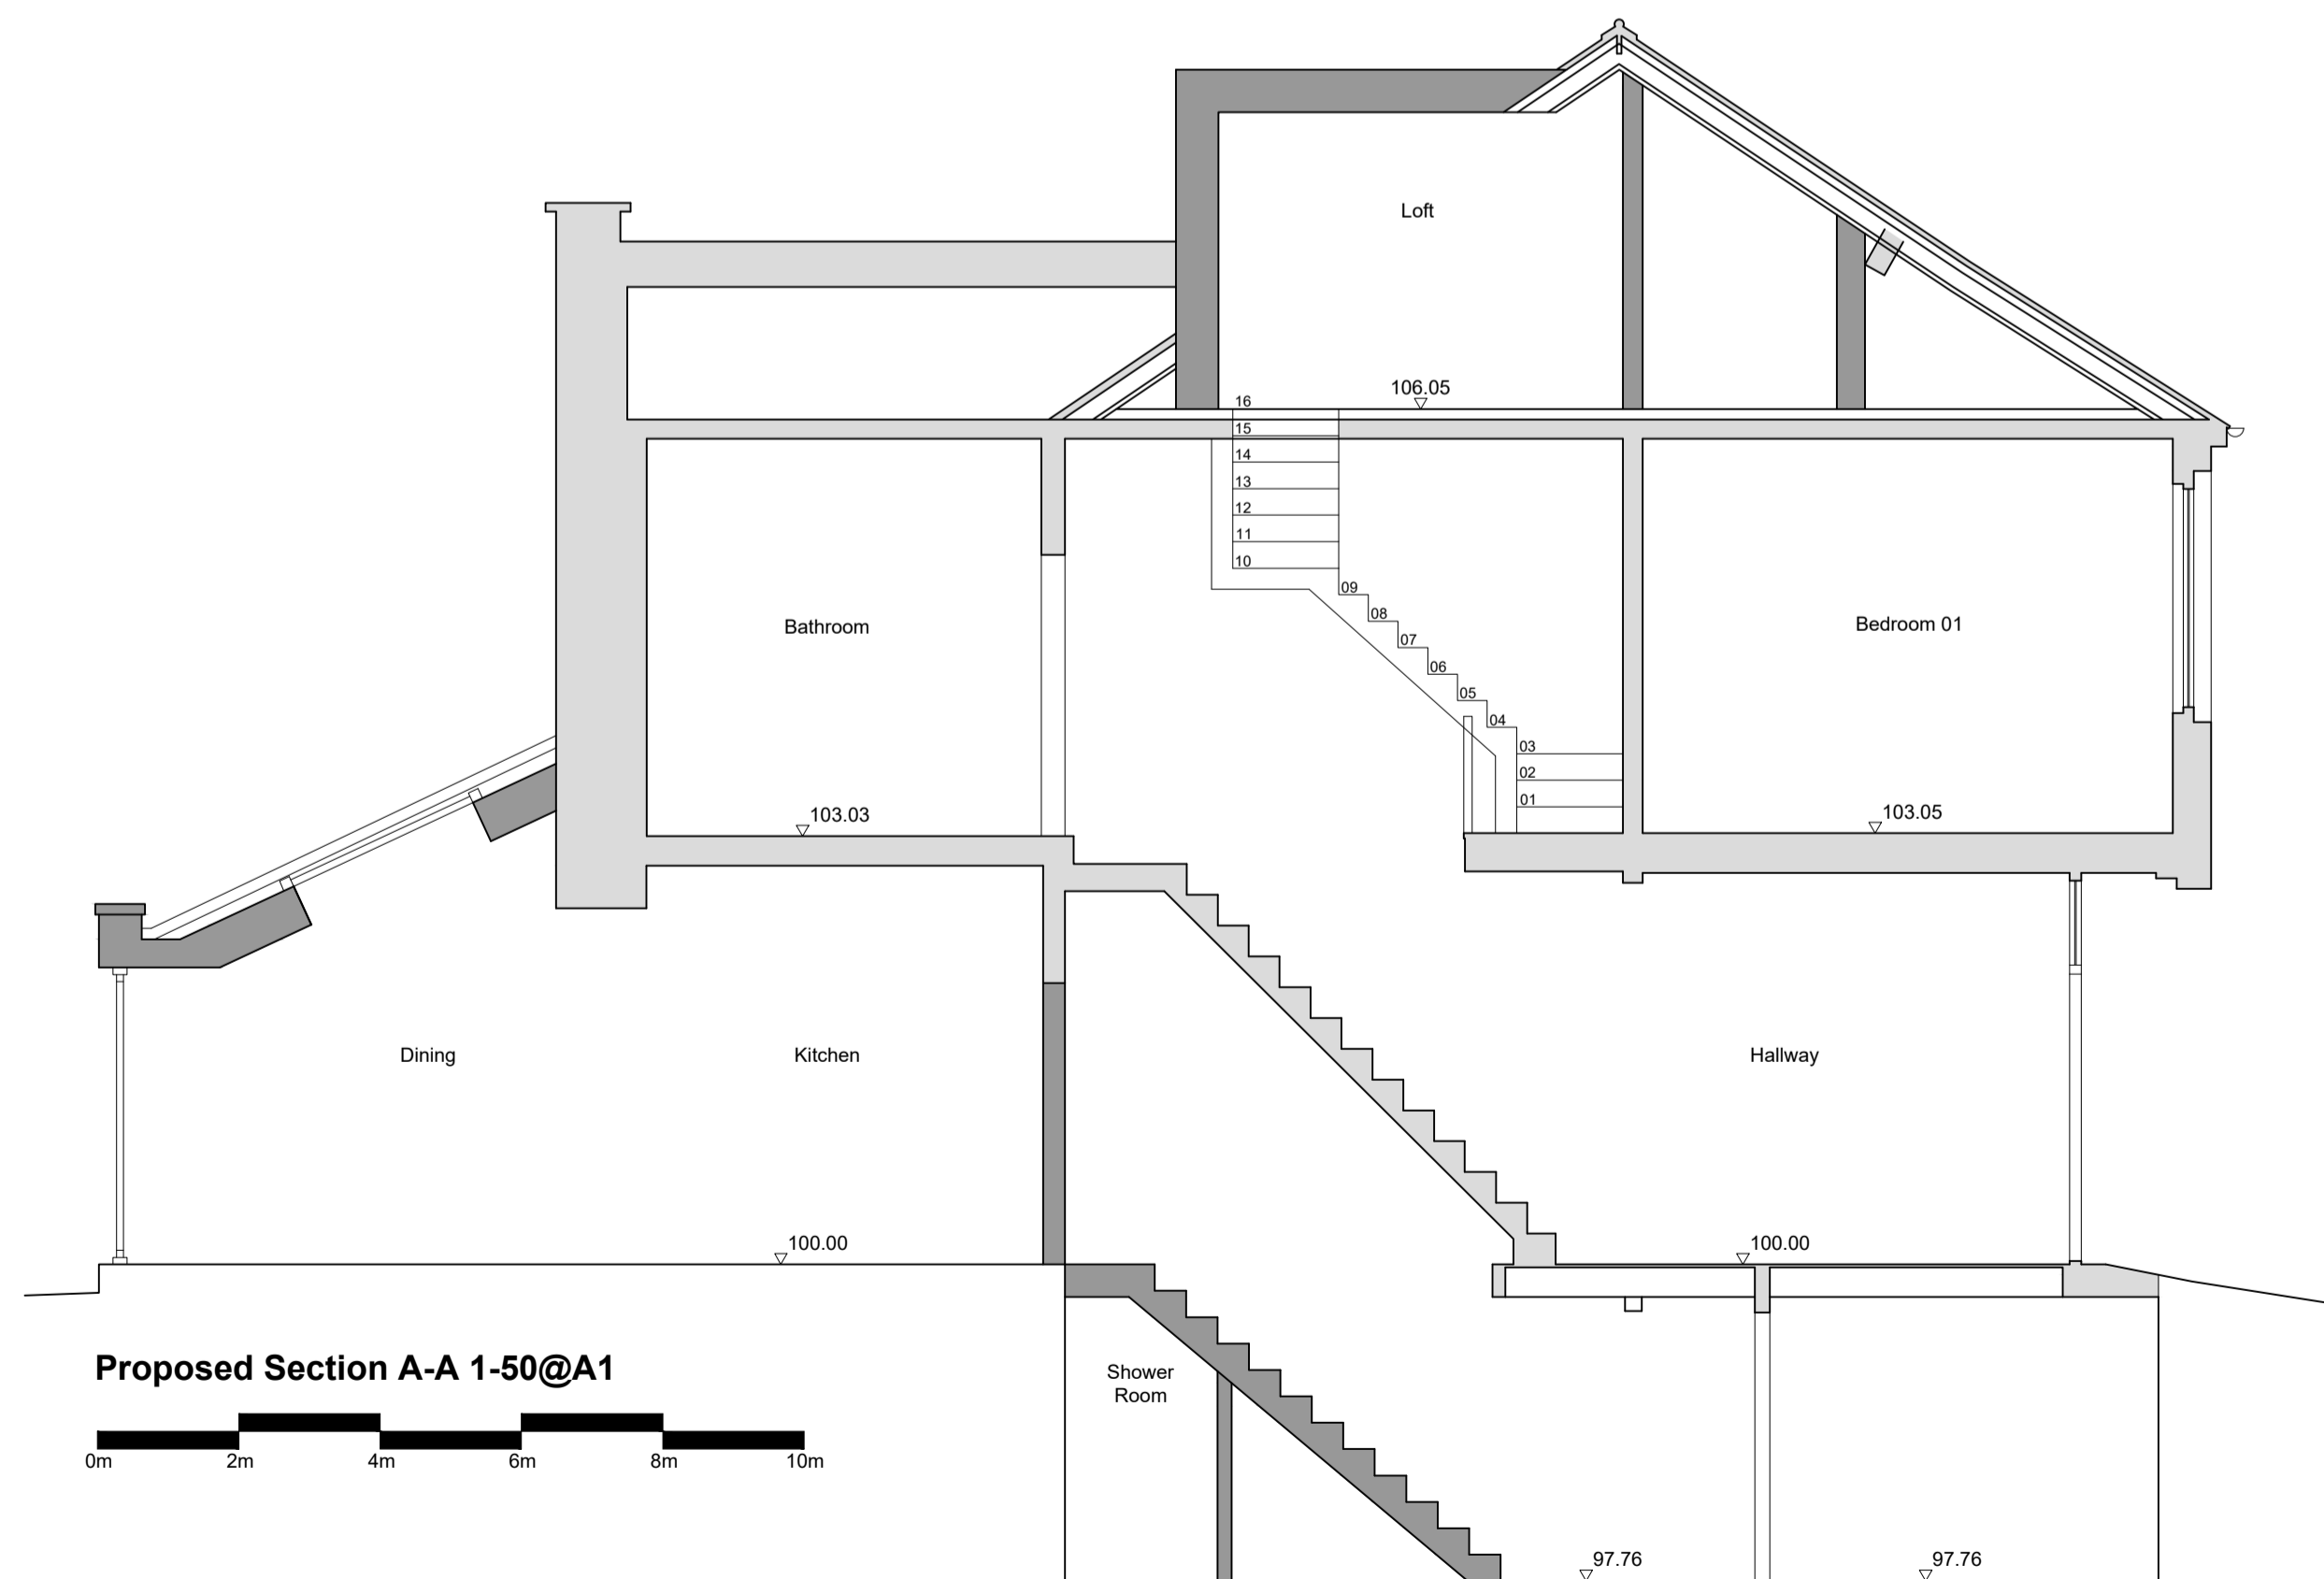 Loft
106.05
16
15
14
13
12
11
10
09
08
07
06
05
04
03
02
01
Bathroom
Bedroom 01
103.03
103.05
Dining
Kitchen
Hallway
100.00
100.00
Proposed Section A-A 1-50@A1
0m 2m 4m 6m 8m 10m
Shower
Room
97.76
97.76